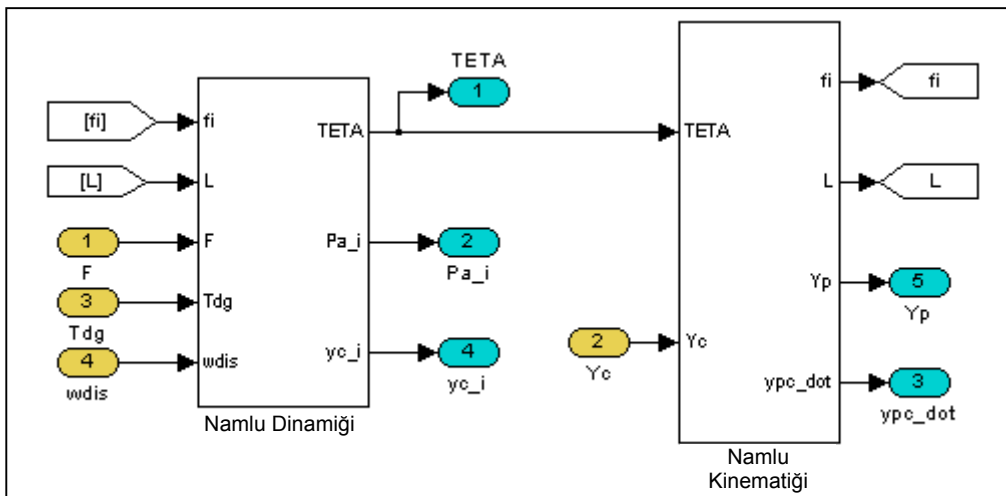 TETA
1
fi
fi
[fi]
fi
TETA
TETA
[L]
L
L
L
1
F
F
Pa_i
2
Pa_i
3
Tdg
Tdg
Yp
5
Yp
4
wdis
wdis
yc_i
4
yc_i
2
Yc
Yc
ypc_dot
3
ypc_dot
Namlu Dinamiği
Namlu
Kinematiği